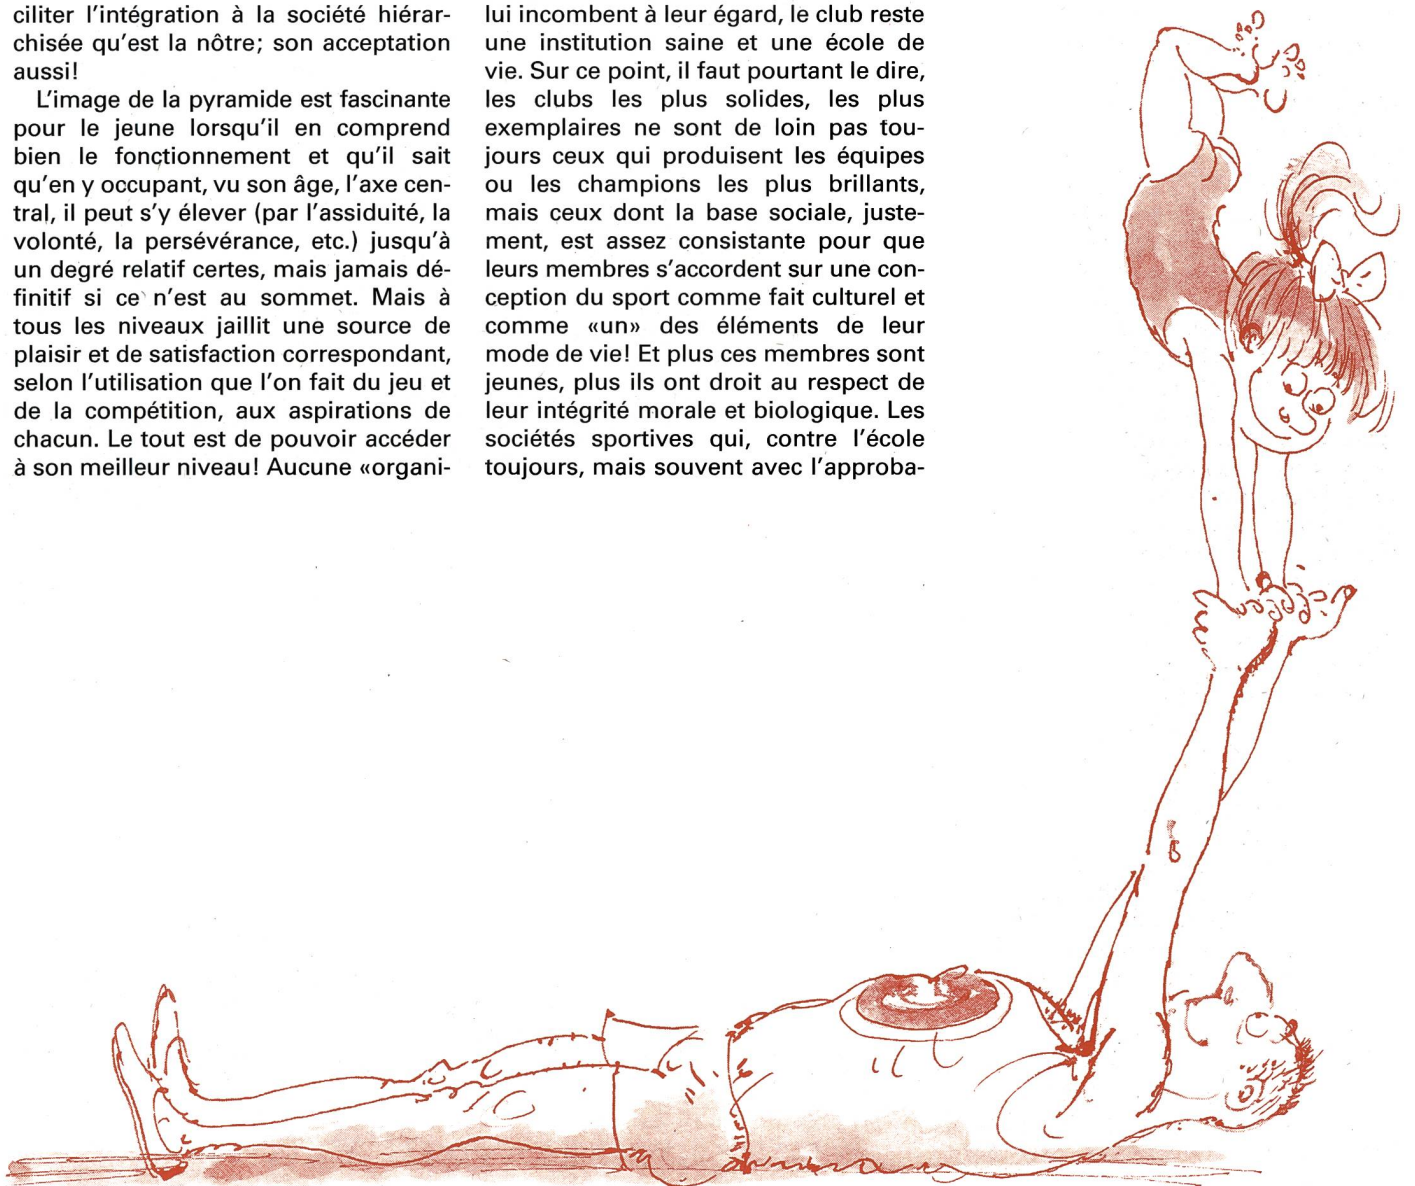 ciliter l'intégration à la société hiérar-
chisée qu'est la nôtre; son acceptation
aussi!
L'image de la pyramide est fascinante
pour le jeune lorsqu'il en comprend
bien le fonctionnement et qu'il sait
qu'en y occupant, vu son âge, l'axe cen-
tral, il peut s'y élever (par l'assiduité, la
volonté, la persévérance, etc.) jusqu'à
un degré relatif certes, mais jamais dé-
finitif si ce n'est au sommet. Mais à
tous les niveaux jaillit une source de
plaisir et de satisfaction correspondant,
selon l'utilisation que l'on fait du jeu et
de la compétition, aux aspirations de
chacun. Le tout est de pouvoir accéder
à son meilleur niveau! Aucune «organi-
lui incombent à leur égard, le club reste
une institution saine et une école de
vie. Sur ce point, il faut pourtant le dire,
les clubs les plus solides, les plus
exemplaires ne sont de loin pas tou-
jours ceux qui produisent les équipes
ou les champions les plus brillants,
mais ceux dont la base sociale, juste-
ment, est assez consistante pour que
leurs membres s'accordent sur une con-
ception du sport comme fait culturel et
comme «un» des éléments de leur
mode de vie! Et plus ces membres sont
jeunes, plus ils ont droit au respect de
leur intégrité morale et biologique. Les
sociétés sportives qui, contre l'école
toujours, mais souvent avec l'approba-